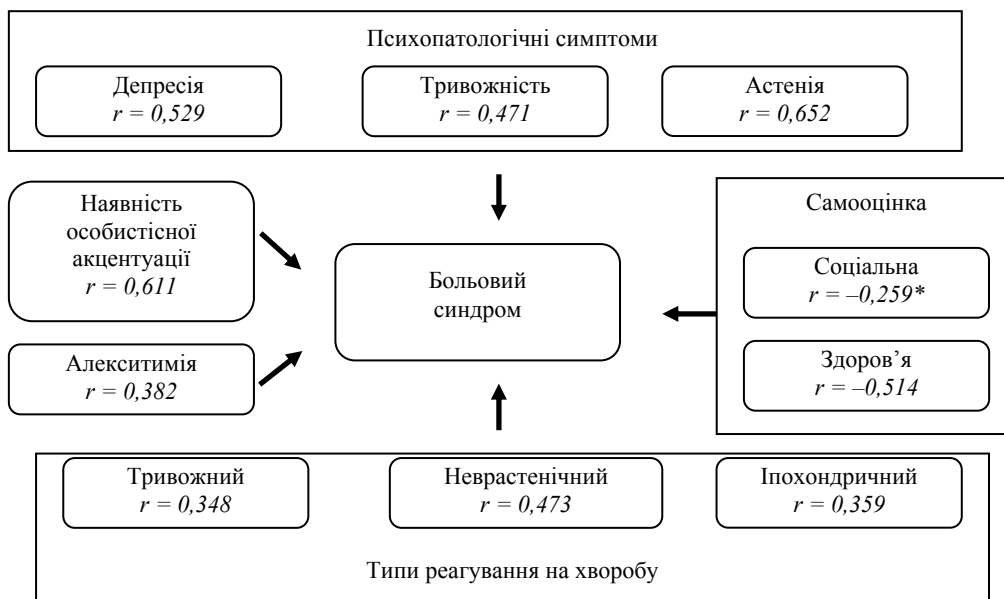 Психопатологічні симптоми
Депресія
r = 0,529
Тривожність
r = 0,471
Астенія
r = 0,652
Наявність
особистісної
акцентуації
r = 0,611
Алекситимія
r = 0,382
Больовий
синдром
Самооцінка
Соціальна
r = –0,259*
Здоров’я
r = –0,514
Тривожний
r = 0,348
Неврастенічний
r = 0,473
Іпохондричний
r = 0,359
Типи реагування на хворобу